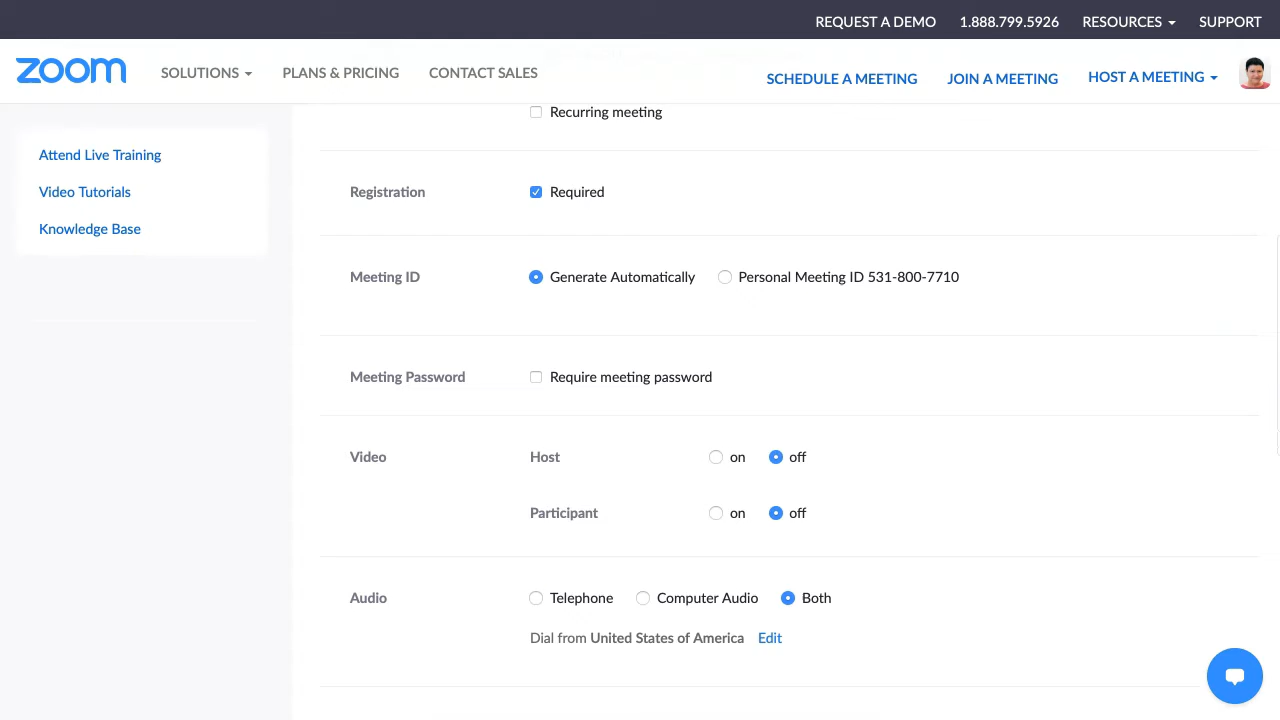 REQUEST A DEMO 1.888.799.5926 RESOURCES SUPPORT
zoom SOLUTIONS PLANS & PRICING CONTACT SALES SCHEDULE A MEETING JOIN A MEETING HOST A MEETING
Recurring meeting
Attend Live Training
Video Tutorials
Knowledge Base
Registration Required
Meeting ID Generate Automatically Personal Meeting ID 531-800-7710
Meeting Password Require meeting password
Video Host on off
Participant on off
Audio Telephone Computer Audio Both
Dial from United States of America Edit